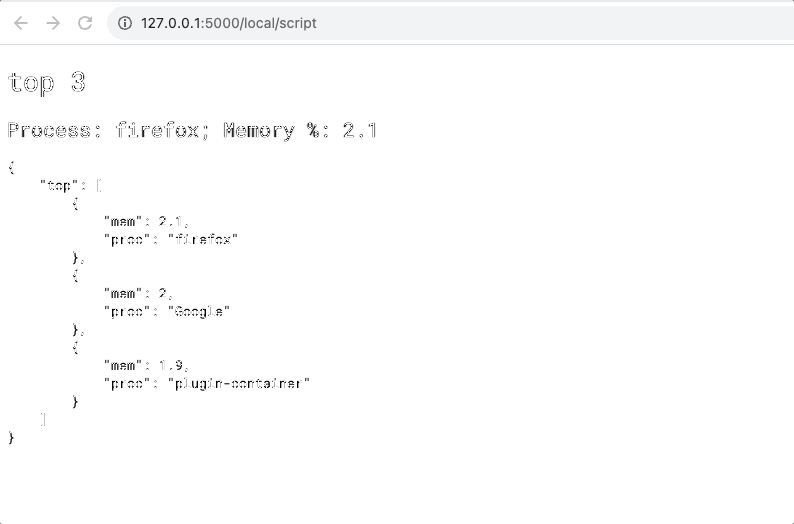 127.0.0.1:5000/local/script
top 3
Process: firefox; Memory %: 2.1
{
    "top": [
        {
            "mem": 2.1,
            "proc": "firefox"
        },
        {
            "mem": 2,
            "proc": "Google"
        },
        {
            "mem": 1.9,
            "proc": "plugin-container"
        }
    ]
}